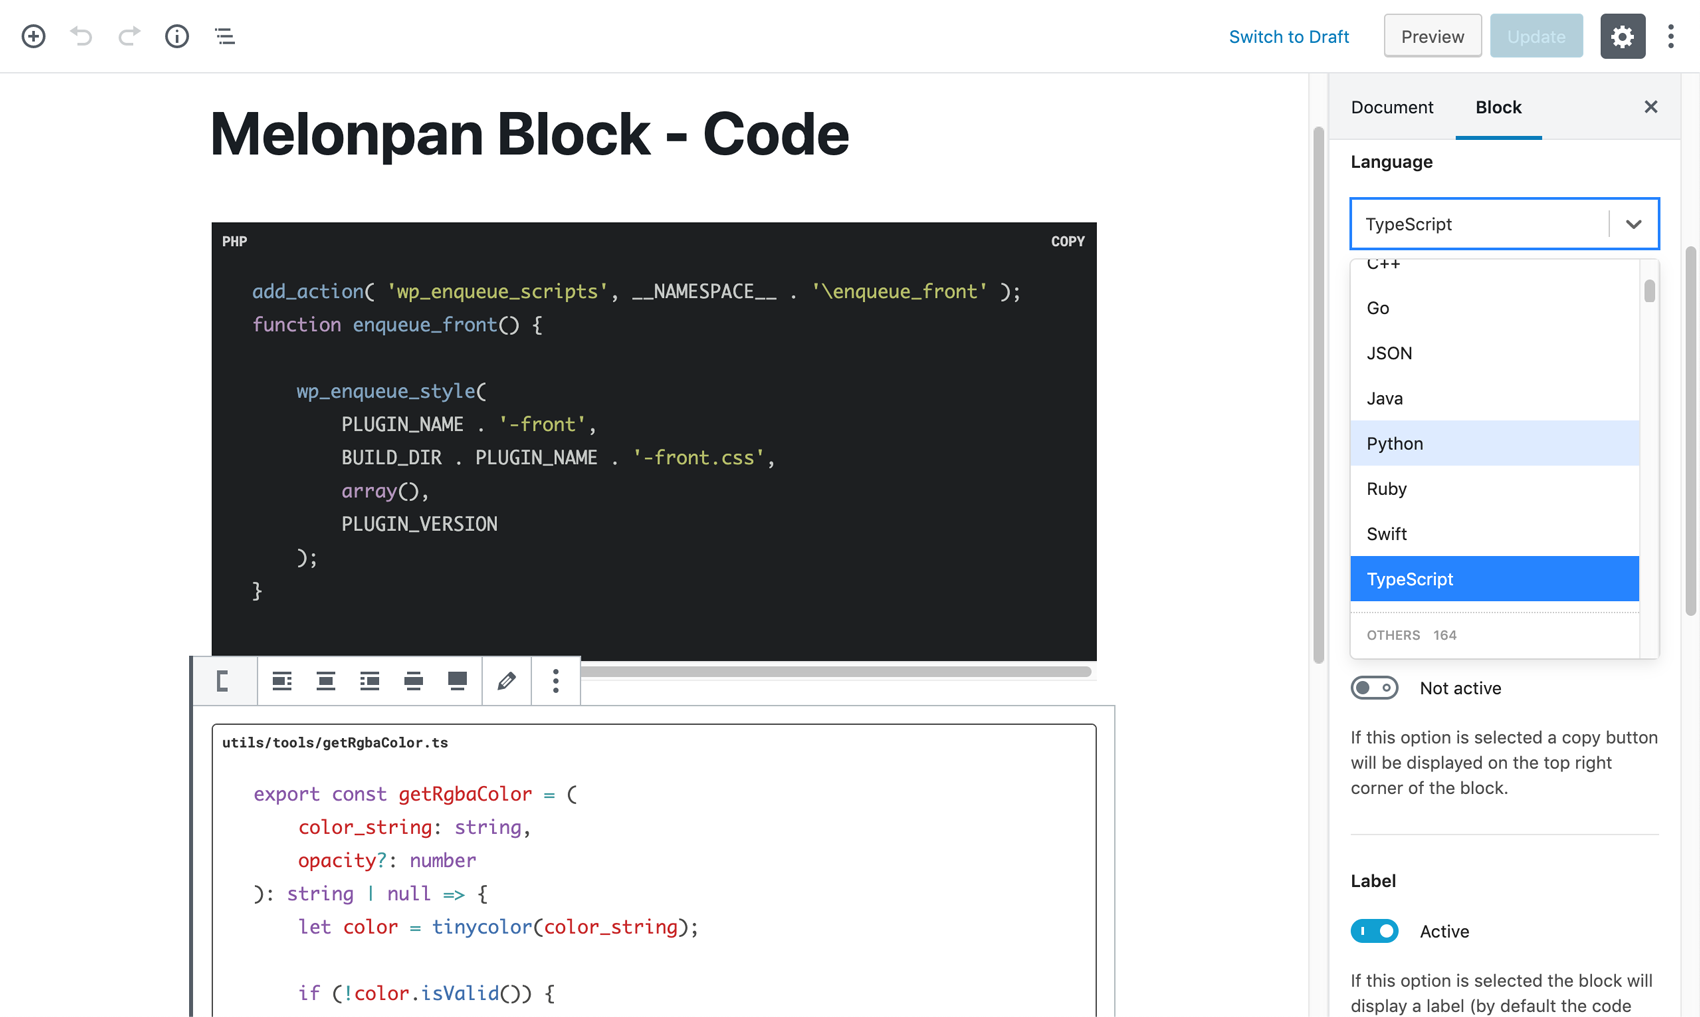 Switch to Draft
Preview
Update
Melonpan Block - Code
PHP
COPY
add_action( 'wp_enqueue_scripts', __NAMESPACE__ . '\enqueue_front' );
function enqueue_front() {
wp_enqueue_style(
PLUGIN_NAME . '-front',
BUILD_DIR . PLUGIN_NAME . '-front.css',
array(),
PLUGIN_VERSION
);
}
utils/tools/getRgbaColor.ts
export const getRgbaColor = (
color_string: string,
opacity?: number
): string | null => {
let color = tinycolor(color_string);
if (!color.isValid()) {
Document
Block
Language
TypeScript
C++
Go
JSON
Java
Python
Ruby
Swift
TypeScript
OTHERS 164
Not active
If this option is selected a copy button
will be displayed on the top right
corner of the block.
Label
Active
If this option is selected the block will
display a label (by default the code